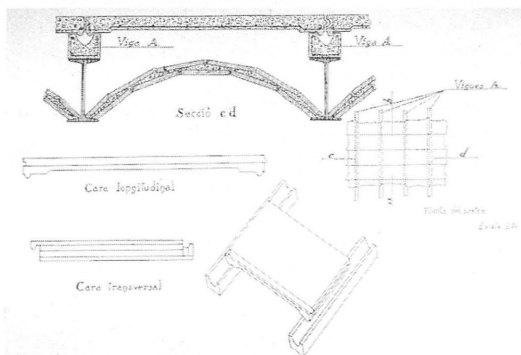 Viga A
Viga A
Secció c d
Vigues A
c
d
Cara longitudinal
Planta del sostre
Cara transversal